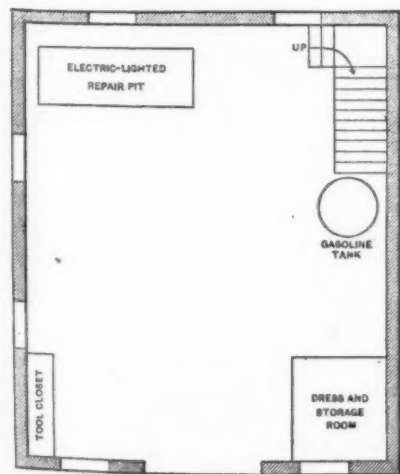 UP
ELECTRIC-LIGHTED
REPAIR PIT
GASOLINE
TANK
TOOL CLOSET
DRESS AND
STORAGE
ROOM